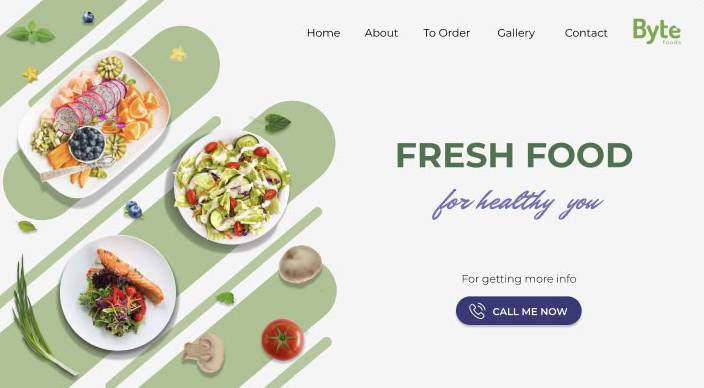 Home About To Order Gallery Contact
Byte
foods
FRESH FOOD
for healthy you
For getting more info
CALL ME NOW